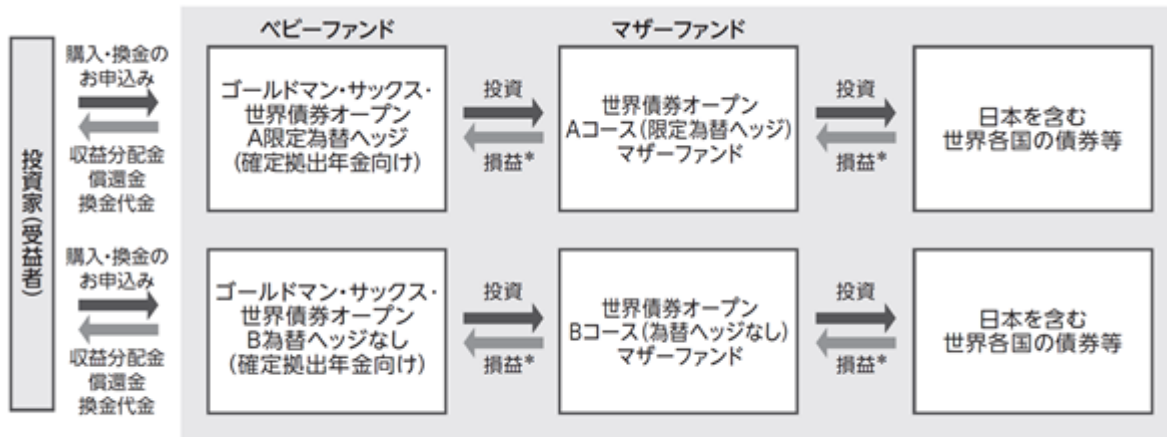 ベビーファンド
マザーファンド
投資家(受益者)
購入・換金の
お申込み
収益分配金
償還金
換金代金
ゴールドマン・サックス・
世界債券オープン
A限定為替ヘッジ
(確定拠出年金向け)
投資
損益*
世界債券オープン
Aコース(限定為替ヘッジ)
マザーファンド
投資
損益*
日本を含む
世界各国の債券等
購入・換金の
お申込み
収益分配金
償還金
換金代金
ゴールドマン・サックス・
世界債券オープン
B為替ヘッジなし
(確定拠出年金向け)
投資
損益*
世界債券オープン
Bコース(為替ヘッジなし)
マザーファンド
投資
損益*
日本を含む
世界各国の債券等